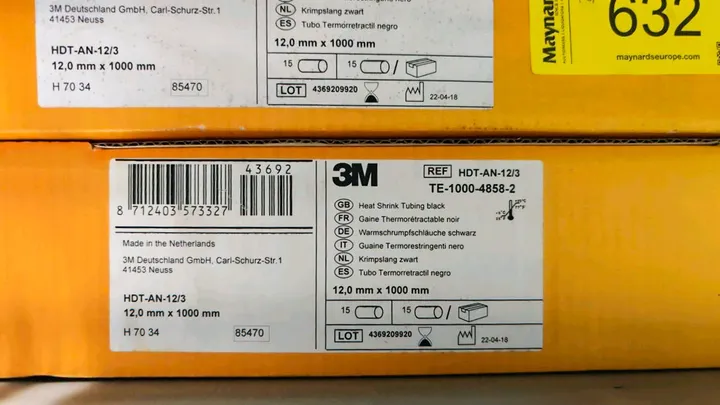 3M Deutschland GmbH, Carl-Schurz-Str.1
41453 Neuss
HDT-AN-12/3
12,0 mm x 1000 mm
H 70 34
85470
NL Krimpslang zwart
ES Tubo Termorretráctil negro
12,0 mm x 1000 mm
15 15 /
LOT 4369209920 22-04-18
Maynards
632
maynardseurope.com
43692
8 712403 573327
Made in the Netherlands
3M Deutschland GmbH, Carl-Schurz-Str.1
41453 Neuss
HDT-AN-12/3
12,0 mm x 1000 mm
H 70 34
85470
3M
REF HDT-AN-12/3
TE-1000-4858-2
GB Heat Shrink Tubing black
FR Gaine Thermorétractable noir
DE Warmschrumpfschläuche schwarz
IT Guaine Termorestringenti nero
NL Krimpslang zwart
ES Tubo Termorretractil negro
12,0 mm x 1000 mm
15 15 /
LOT 4369209920 22-04-18